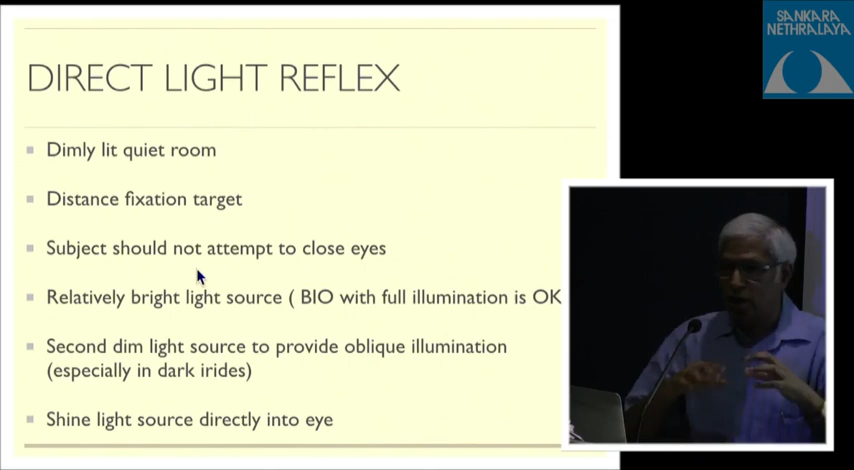 SANKARA
NETHRALAYA
DIRECT LIGHT REFLEX
Dimly lit quiet room
Distance fixation target
Subject should not attempt to close eyes
Relatively bright light source ( BIO with full illumination is OK
Second dim light source to provide oblique illumination
(especially in dark irides)
Shine light source directly into eye